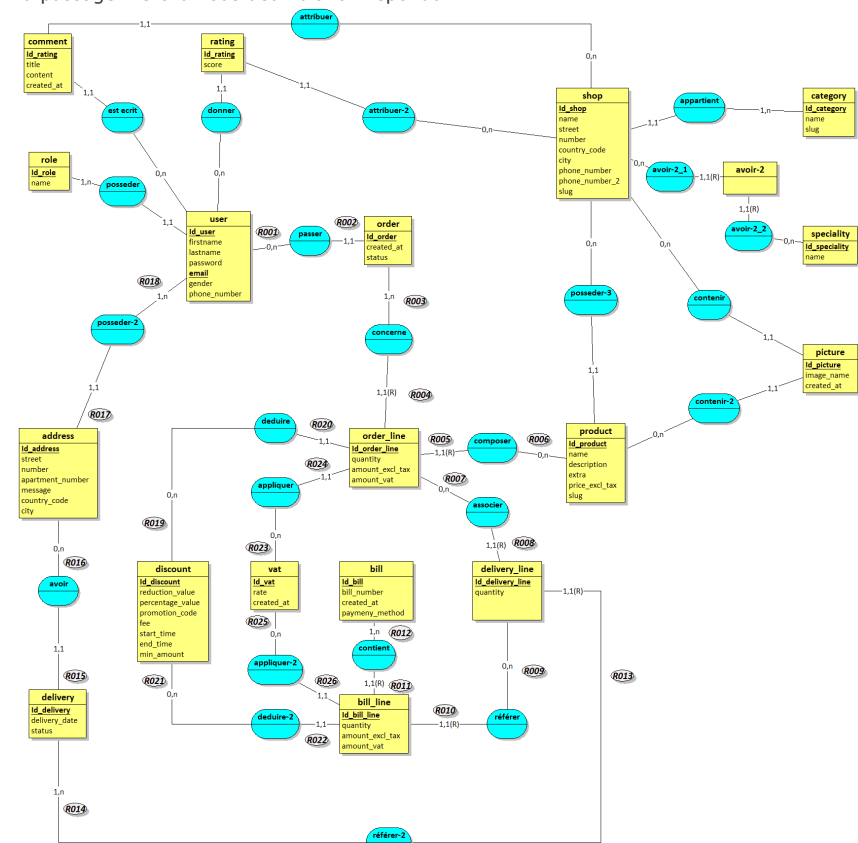 attribuer
1,1
0,n
comment
Id_rating
title
content
created_at
rating
Id_rating
score
1,1
1,1
1,1
est ecrit
donner
attribuer-2
0,n
0,n
0,n
shop
Id_shop
name
street
number
country_code
city
phone_number
phone_number_2
slug
appartient
1,1
1,n
category
Id_category
name
slug
0,n
avoir-2_1
1,1(R)
avoir-2
1,1(R)
avoir-2_2
0,n
speciality
Id_speciality
name
role
Id_role
name
1,n
posseder
1,1
user
Id_user
firstname
lastname
password
email
gender
phone_number
R001
0,n
passer
R002
1,1
order
Id_order
created_at
status
R018
1,n
posseder-2
1,1
R017
1,n
R003
concerne
1,1(R)
R004
0,n
posseder-3
1,1
0,n
contenir
1,1
picture
Id_picture
image_name
created_at
contenir-2
1,1
0,n
address
Id_address
street
number
apartment_number
message
country_code
city
deduire
R020
1,1
order_line
Id_order_line
quantity
amount_excl_tax
amount_vat
R005
1,1(R)
composer
R006
0,n
product
Id_product
name
description
extra
price_excl_tax
slug
R024
1,1
appliquer
R007
0,n
associer
1,1(R)
R008
0,n
R019
0,n
R023
0,n
R016
avoir
1,1
R015
discount
Id_discount
reduction_value
percentage_value
promotion_code
fee
start_time
end_time
min_amount
vat
Id_vat
rate
created_at
bill
Id_bill
bill_number
created_at
paymeny_method
delivery_line
Id_delivery_line
quantity
1,1(R)
R025
0,n
1,n
R012
appliquer-2
contient
R026
1,1
1,1(R)
R011
0,n
R009
R013
R021
0,n
deduire-2
1,1
R022
bill_line
Id_bill_line
quantity
amount_excl_tax
amount_vat
R010
1,1(R)
référer
delivery
Id_delivery
delivery_date
status
1,n
R014
référer-2